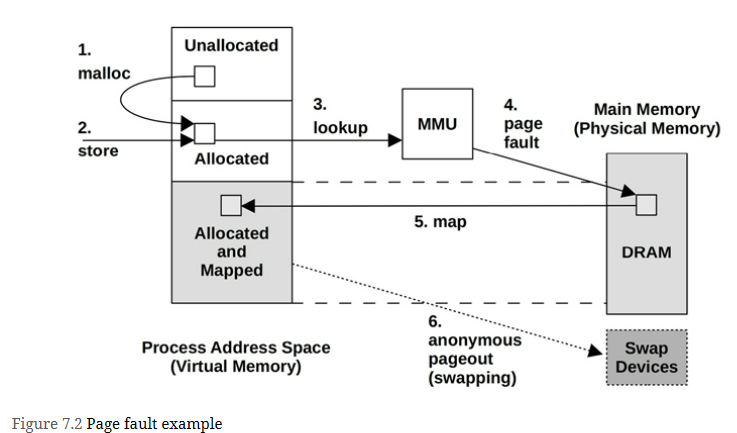 Unallocated
1.
malloc
2.
store
Allocated
3.
lookup
MMU
4.
page
fault
Main Memory
(Physical Memory)
DRAM
5. map
Allocated
and
Mapped
6.
anonymous
pageout
(swapping)
Swap
Devices
Process Address Space
(Virtual Memory)
Figure 7.2 Page fault example